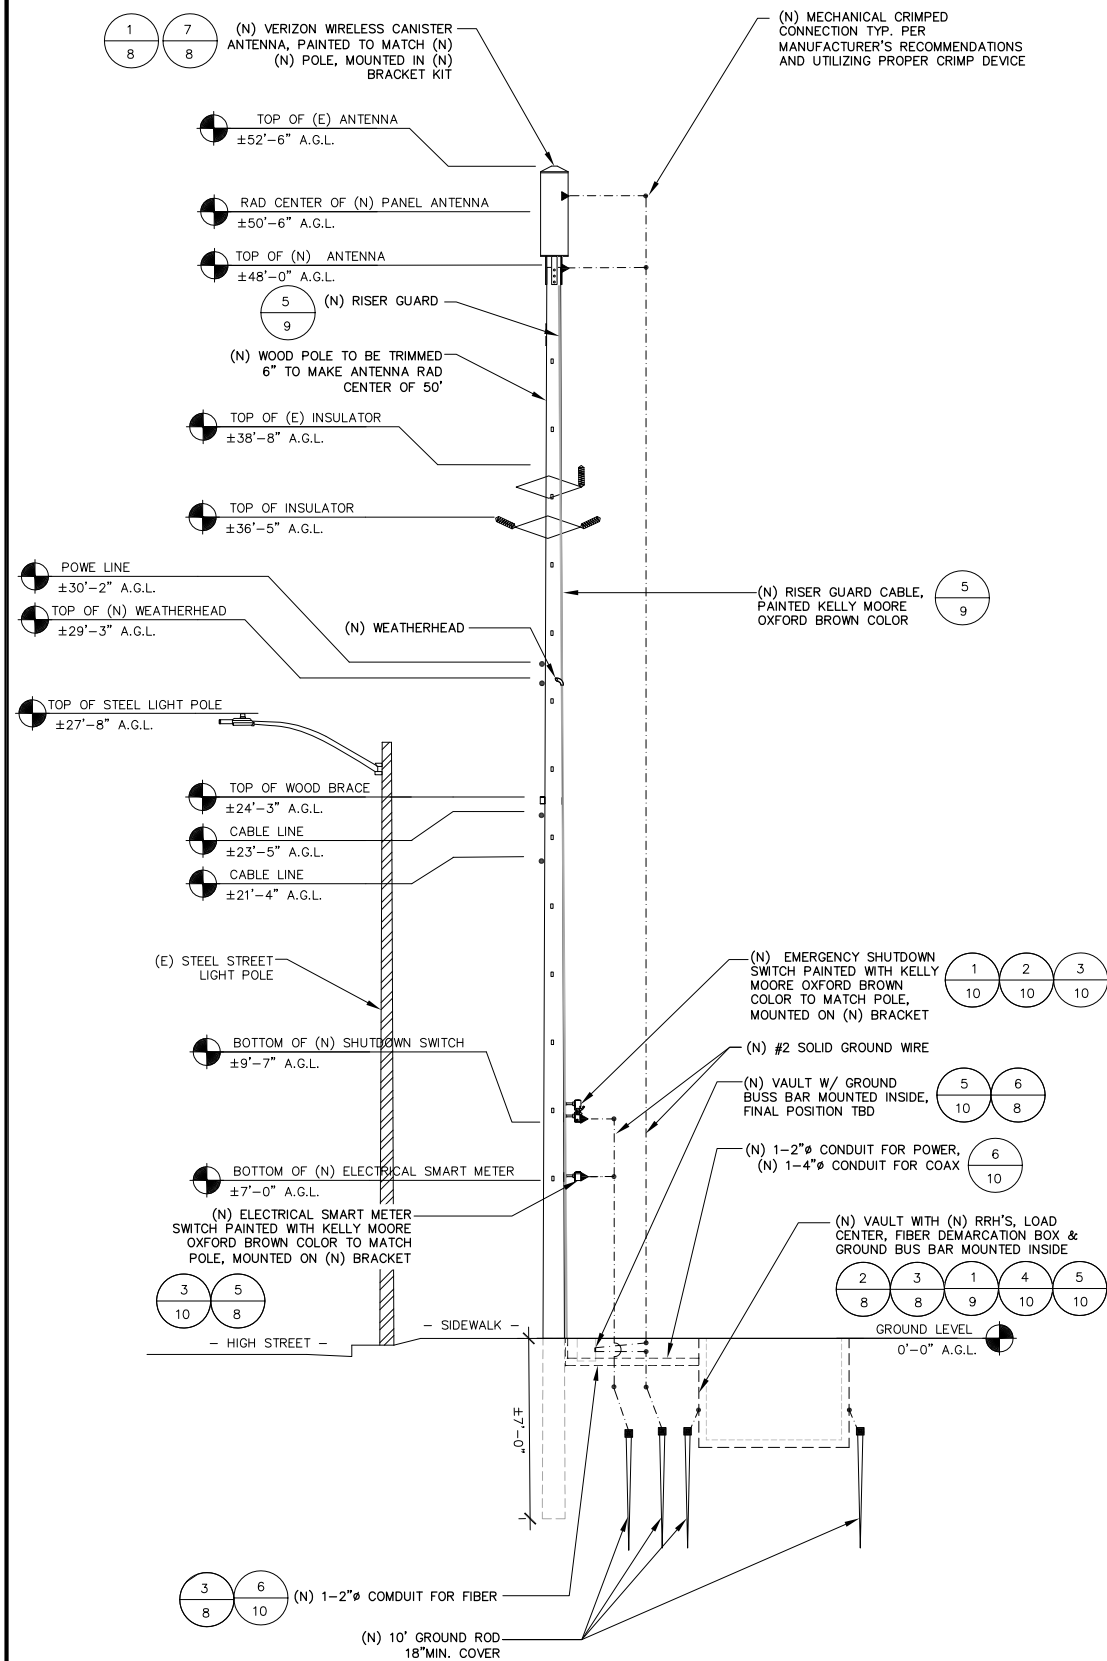 1
8
7
8
(N) VERIZON WIRELESS CANISTER
ANTENNA, PAINTED TO MATCH (N)
(N) POLE, MOUNTED IN (N)
BRACKET KIT
(N) MECHANICAL CRIMPED
CONNECTION TYP. PER
MANUFACTURER'S RECOMMENDATIONS
AND UTILIZING PROPER CRIMP DEVICE
TOP OF (E) ANTENNA
±52'-6" A.G.L.
RAD CENTER OF (N) PANEL ANTENNA
±50'-6" A.G.L.
TOP OF (N) ANTENNA
±48'-0" A.G.L.
5
9
(N) RISER GUARD
(N) WOOD POLE TO BE TRIMMED
6" TO MAKE ANTENNA RAD
CENTER OF 50'
TOP OF (E) INSULATOR
±38'-8" A.G.L.
TOP OF INSULATOR
±36'-5" A.G.L.
POWE LINE
±30'-2" A.G.L.
TOP OF (N) WEATHERHEAD
±29'-3" A.G.L.
(N) WEATHERHEAD
(N) RISER GUARD CABLE,
PAINTED KELLY MOORE
OXFORD BROWN COLOR
5
9
TOP OF STEEL LIGHT POLE
±27'-8" A.G.L.
TOP OF WOOD BRACE
±24'-3" A.G.L.
CABLE LINE
±23'-5" A.G.L.
CABLE LINE
±21'-4" A.G.L.
(E) STEEL STREET
LIGHT POLE
(N) EMERGENCY SHUTDOWN
SWITCH PAINTED WITH KELLY
MOORE OXFORD BROWN
COLOR TO MATCH POLE,
MOUNTED ON (N) BRACKET
1
10
2
10
3
10
BOTTOM OF (N) SHUTDOWN SWITCH
±9'-7" A.G.L.
(N) #2 SOLID GROUND WIRE
(N) VAULT W/ GROUND
BUSS BAR MOUNTED INSIDE,
FINAL POSITION TBD
5
10
6
8
(N) 1-2"ø CONDUIT FOR POWER,
(N) 1-4"ø CONDUIT FOR COAX
6
10
BOTTOM OF (N) ELECTRICAL SMART METER
±7'-0" A.G.L.
(N) ELECTRICAL SMART METER
SWITCH PAINTED WITH KELLY MOORE
OXFORD BROWN COLOR TO MATCH
POLE, MOUNTED ON (N) BRACKET
3
10
5
8
(N) VAULT WITH (N) RRH'S, LOAD
CENTER, FIBER DEMARCATION BOX &
GROUND BUS BAR MOUNTED INSIDE
2
8
3
8
1
9
4
10
5
10
- SIDEWALK -
- HIGH STREET -
GROUND LEVEL
0'-0" A.G.L.
±7'-0"
3
8
6
10
(N) 1-2"ø COMDUIT FOR FIBER
(N) 10' GROUND ROD
18"MIN. COVER